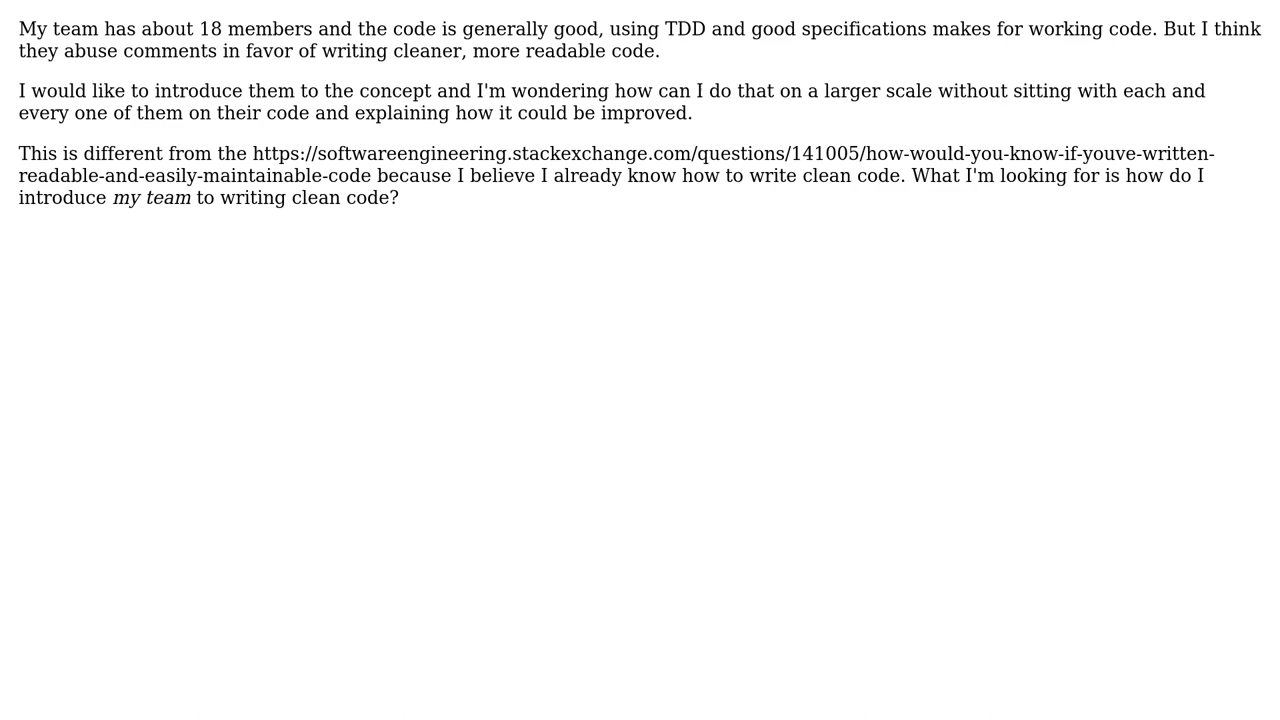 My team has about 18 members and the code is generally good, using TDD and good specifications makes for working code. But I think
they abuse comments in favor of writing cleaner, more readable code.
I would like to introduce them to the concept and I'm wondering how can I do that on a larger scale without sitting with each and
every one of them on their code and explaining how it could be improved.
This is different from the https://softwareengineering.stackexchange.com/questions/141005/how-would-you-know-if-youve-written-
readable-and-easily-maintainable-code because I believe I already know how to write clean code. What I'm looking for is how do I
introduce my team to writing clean code?